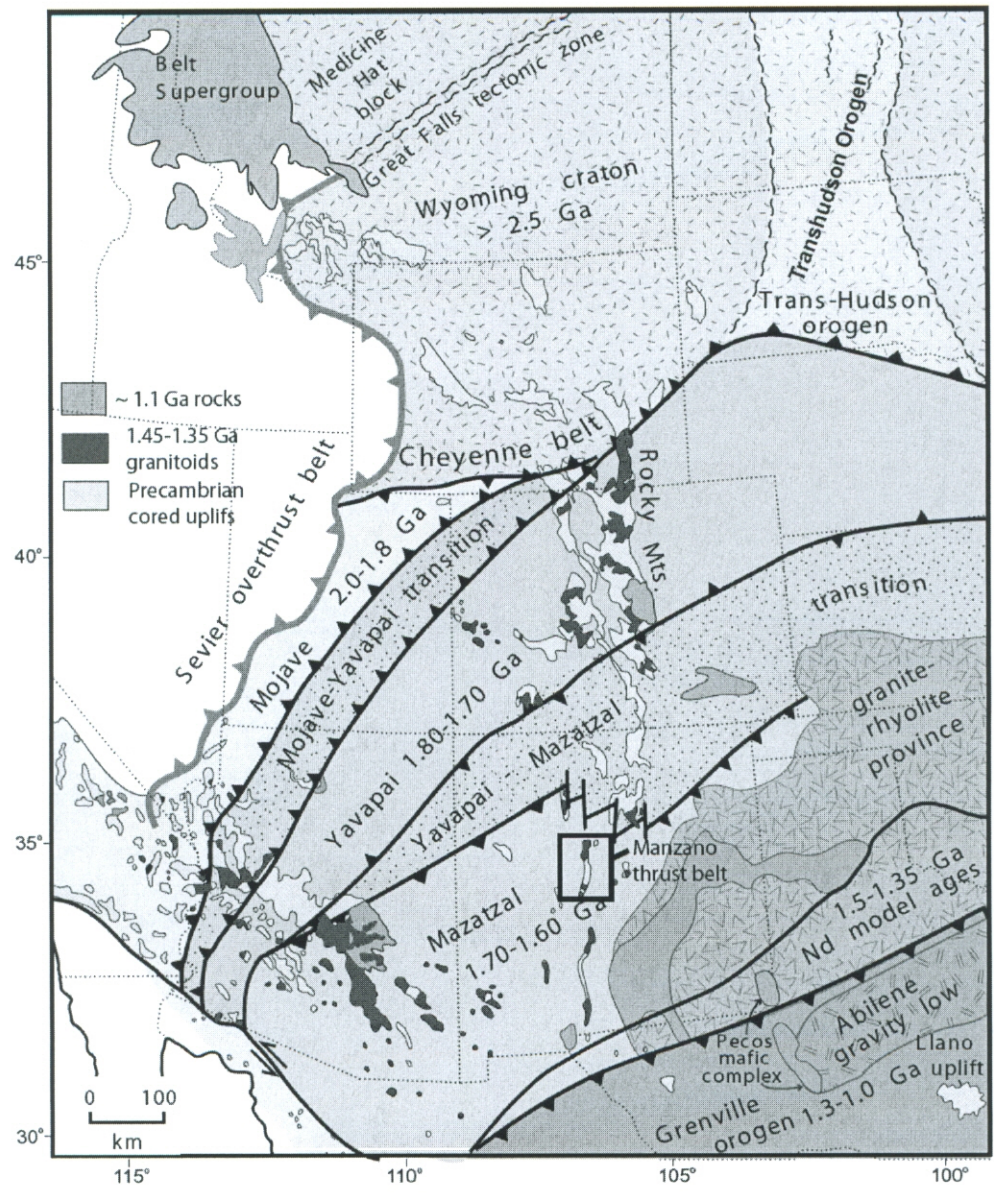 Belt
Supergroup
Medicine
Hat
block
Great Falls tectonic zone
Wyoming craton
> 2.5 Ga
Transhudson Orogen
Trans-Hudson
orogen
45°
~ 1.1 Ga rocks
1.45-1.35 Ga
granitoids
Precambrian
cored uplifs
Sevier overthrust belt
Cheyenne belt
Rocky Mts
40°
Mojave 2.0-1.8 Ga
Mojave-Yavapai transition
Yavapai 1.80-1.70 Ga
Yavapai - Mazatzal transition
granite-
rhyolite
province
35°
Manzano
thrust belt
Mazatzal
1.70-1.60 Ga
1.5-1.35 Ga
Nd model ages
Abilene
gravity low
Pecos
mafic
complex
Llano
uplift
Grenville
orogen 1.3-1.0 Ga
0 100
km
30°
115° 110° 105° 100°